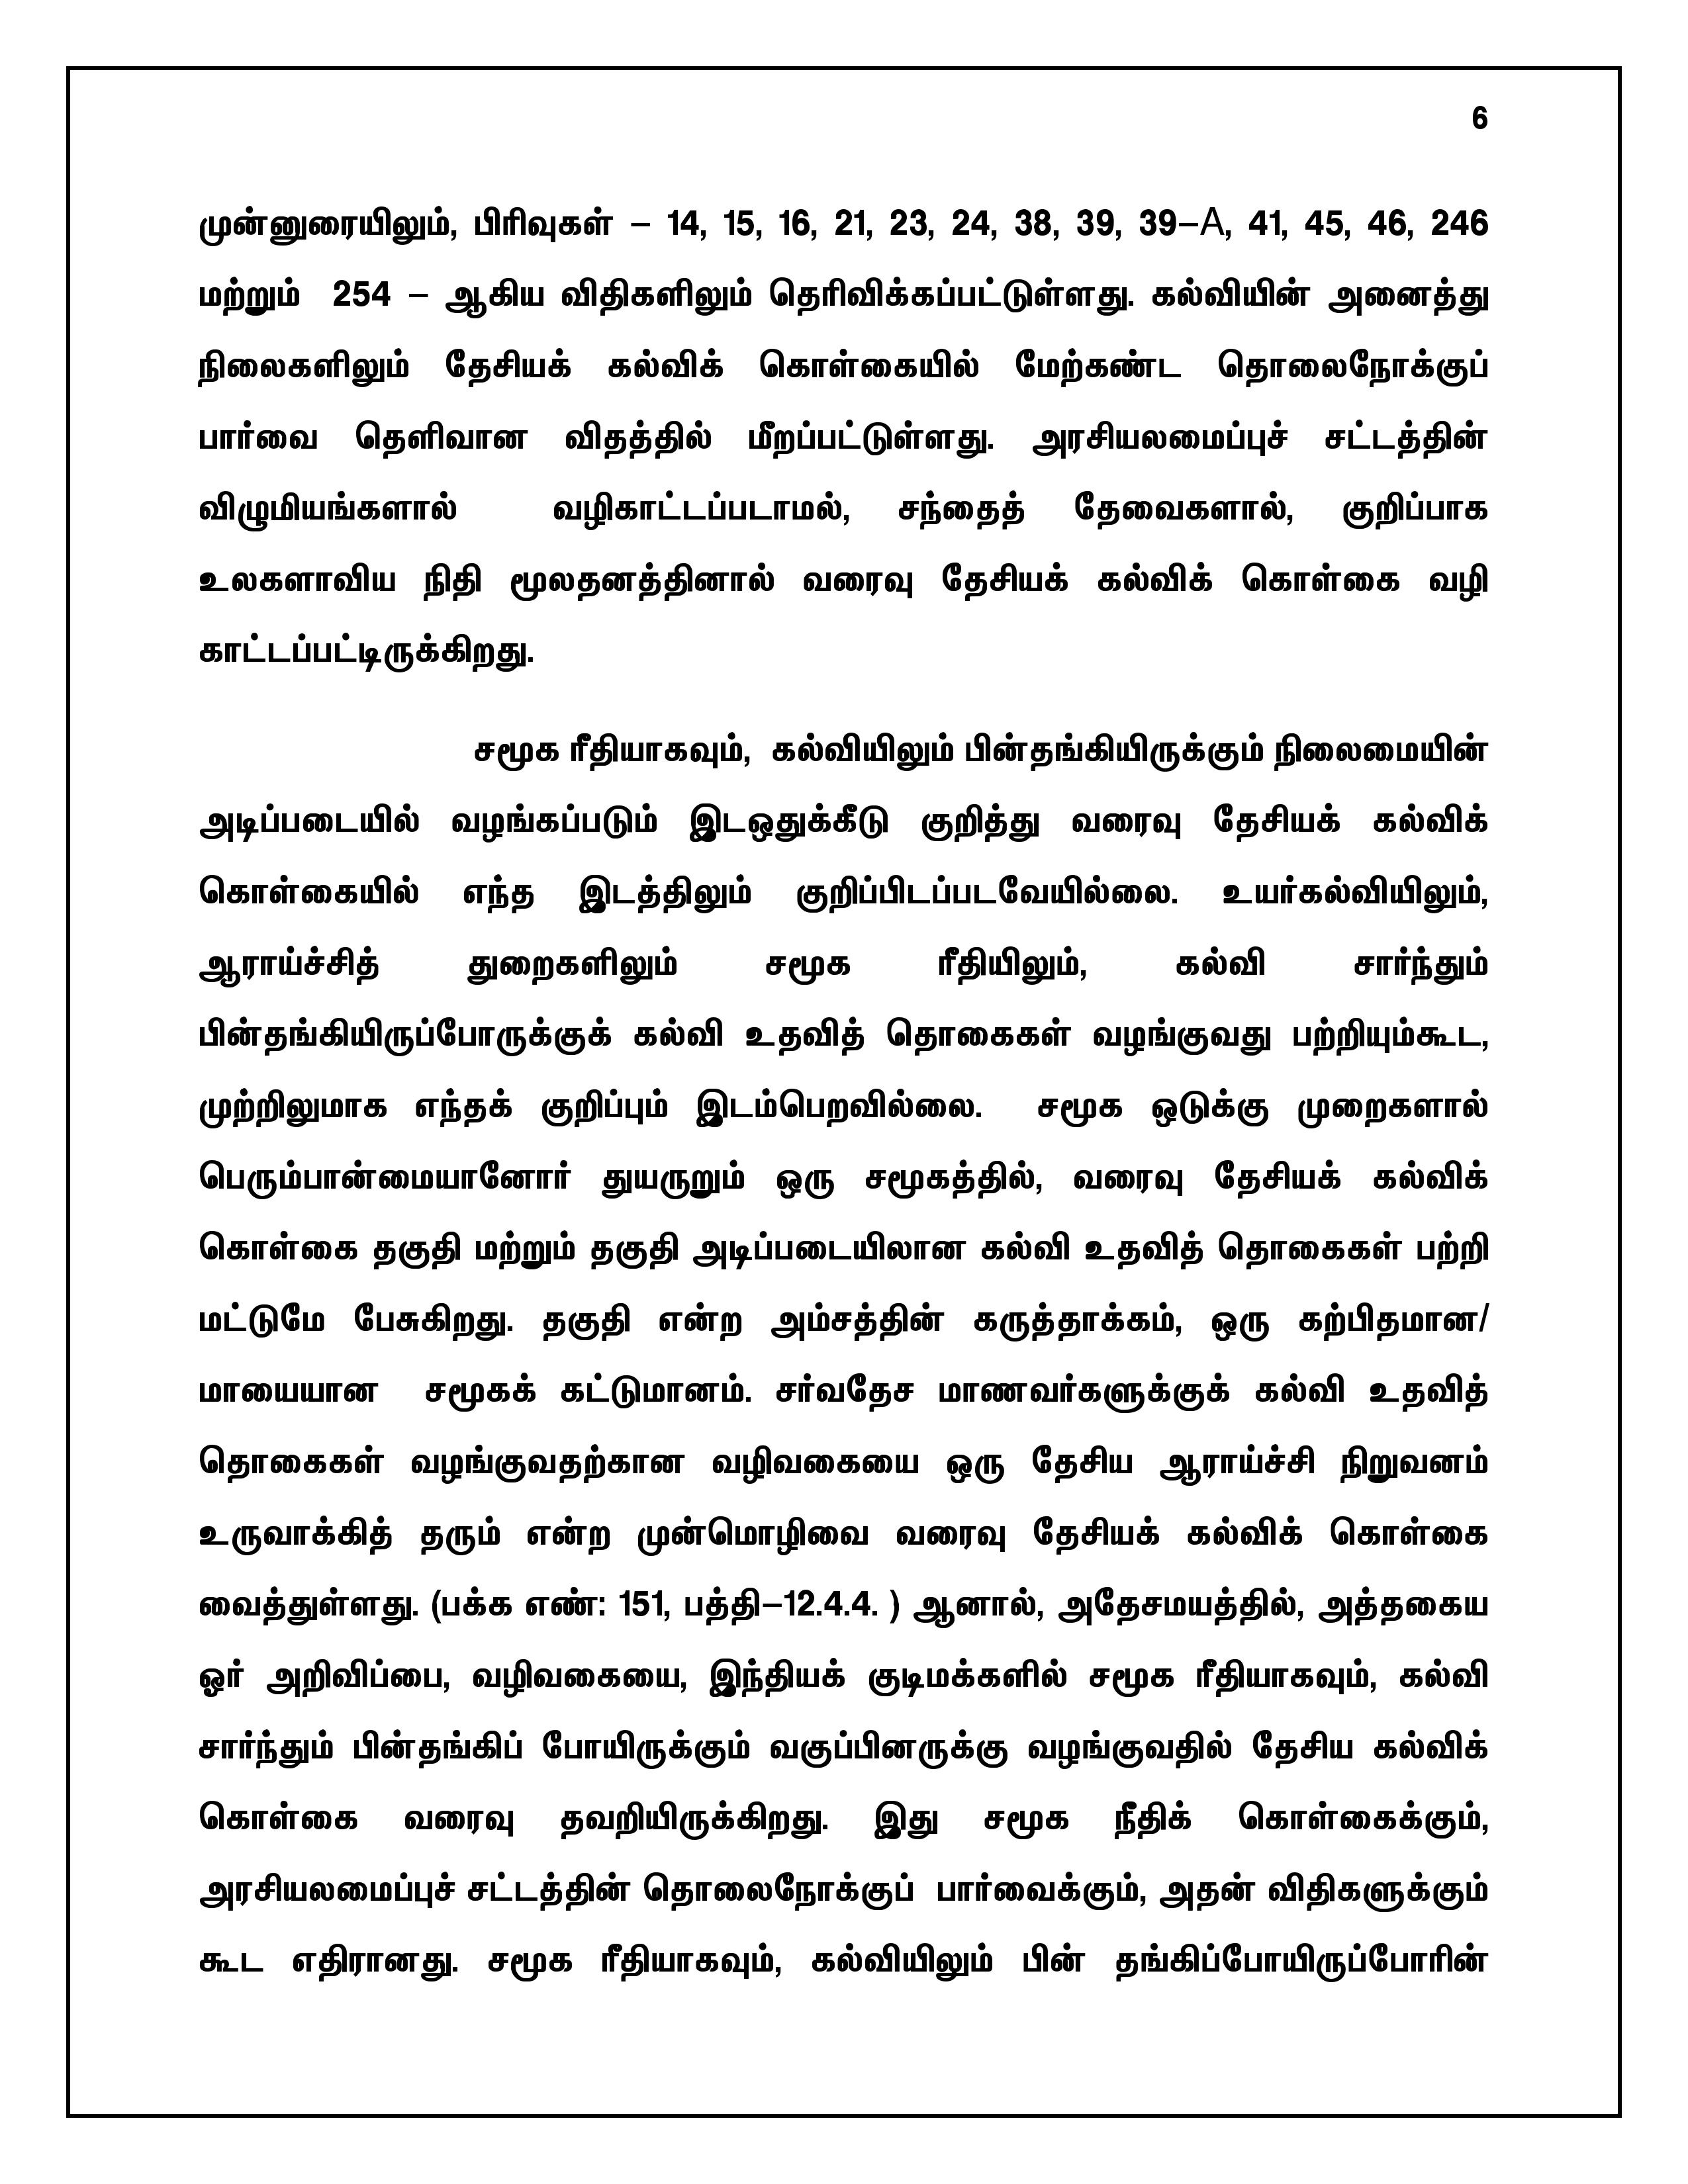 6
முன்னுரையிலும், பிரிவுகள் – 14, 15, 16, 21, 23, 24, 38, 39, 39–A, 41, 45, 46, 246
மற்றும் 254 – ஆகிய விதிகளிலும் தெரிவிக்கப்பட்டுள்ளது. கல்வியின் அனைத்து
நிலைகளிலும் தேசியக் கல்விக் கொள்கையில் மேற்கண்ட தொலைநோக்குப்
பார்வை தெளிவான விதத்தில் மீறப்பட்டுள்ளது. அரசியலமைப்புச் சட்டத்தின்
விழுமியங்களால் வழிகாட்டப்படாமல், சந்தைத் தேவைகளால், குறிப்பாக
உலகளாவிய நிதி மூலதனத்தினால் வரைவு தேசியக் கல்விக் கொள்கை வழி
காட்டப்பட்டிருக்கிறது.
சமூக ரீதியாகவும், கல்வியிலும் பின்தங்கியிருக்கும் நிலைமையின்
அடிப்படையில் வழங்கப்படும் இடஒதுக்கீடு குறித்து வரைவு தேசியக் கல்விக்
கொள்கையில் எந்த இடத்திலும் குறிப்பிடப்படவேயில்லை. உயர்கல்வியிலும்,
ஆராய்ச்சித் துறைகளிலும் சமூக ரீதியிலும், கல்வி சார்ந்தும்
பின்தங்கியிருப்போருக்குக் கல்வி உதவித் தொகைகள் வழங்குவது பற்றியும்கூட,
முற்றிலுமாக எந்தக் குறிப்பும் இடம்பெறவில்லை. சமூக ஒடுக்கு முறைகளால்
பெரும்பான்மையானோர் துயருறும் ஒரு சமூகத்தில், வரைவு தேசியக் கல்விக்
கொள்கை தகுதி மற்றும் தகுதி அடிப்படையிலான கல்வி உதவித் தொகைகள் பற்றி
மட்டுமே பேசுகிறது. தகுதி என்ற அம்சத்தின் கருத்தாக்கம், ஒரு கற்பிதமான/
மாயையான சமூகக் கட்டுமானம். சர்வதேச மாணவர்களுக்குக் கல்வி உதவித்
தொகைகள் வழங்குவதற்கான வழிவகையை ஒரு தேசிய ஆராய்ச்சி நிறுவனம்
உருவாக்கித் தரும் என்ற முன்மொழிவை வரைவு தேசியக் கல்விக் கொள்கை
வைத்துள்ளது. (பக்க எண்: 151, பத்தி–12.4.4. ) ஆனால், அதேசமயத்தில், அத்தகைய
ஓர் அறிவிப்பை, வழிவகையை, இந்தியக் குடிமக்களில் சமூக ரீதியாகவும், கல்வி
சார்ந்தும் பின்தங்கிப் போயிருக்கும் வகுப்பினருக்கு வழங்குவதில் தேசிய கல்விக்
கொள்கை வரைவு தவறியிருக்கிறது. இது சமூக நீதிக் கொள்கைக்கும்,
அரசியலமைப்புச் சட்டத்தின் தொலைநோக்குப் பார்வைக்கும், அதன் விதிகளுக்கும்
கூட எதிரானது. சமூக ரீதியாகவும், கல்வியிலும் பின் தங்கிப்போயிருப்போரின்